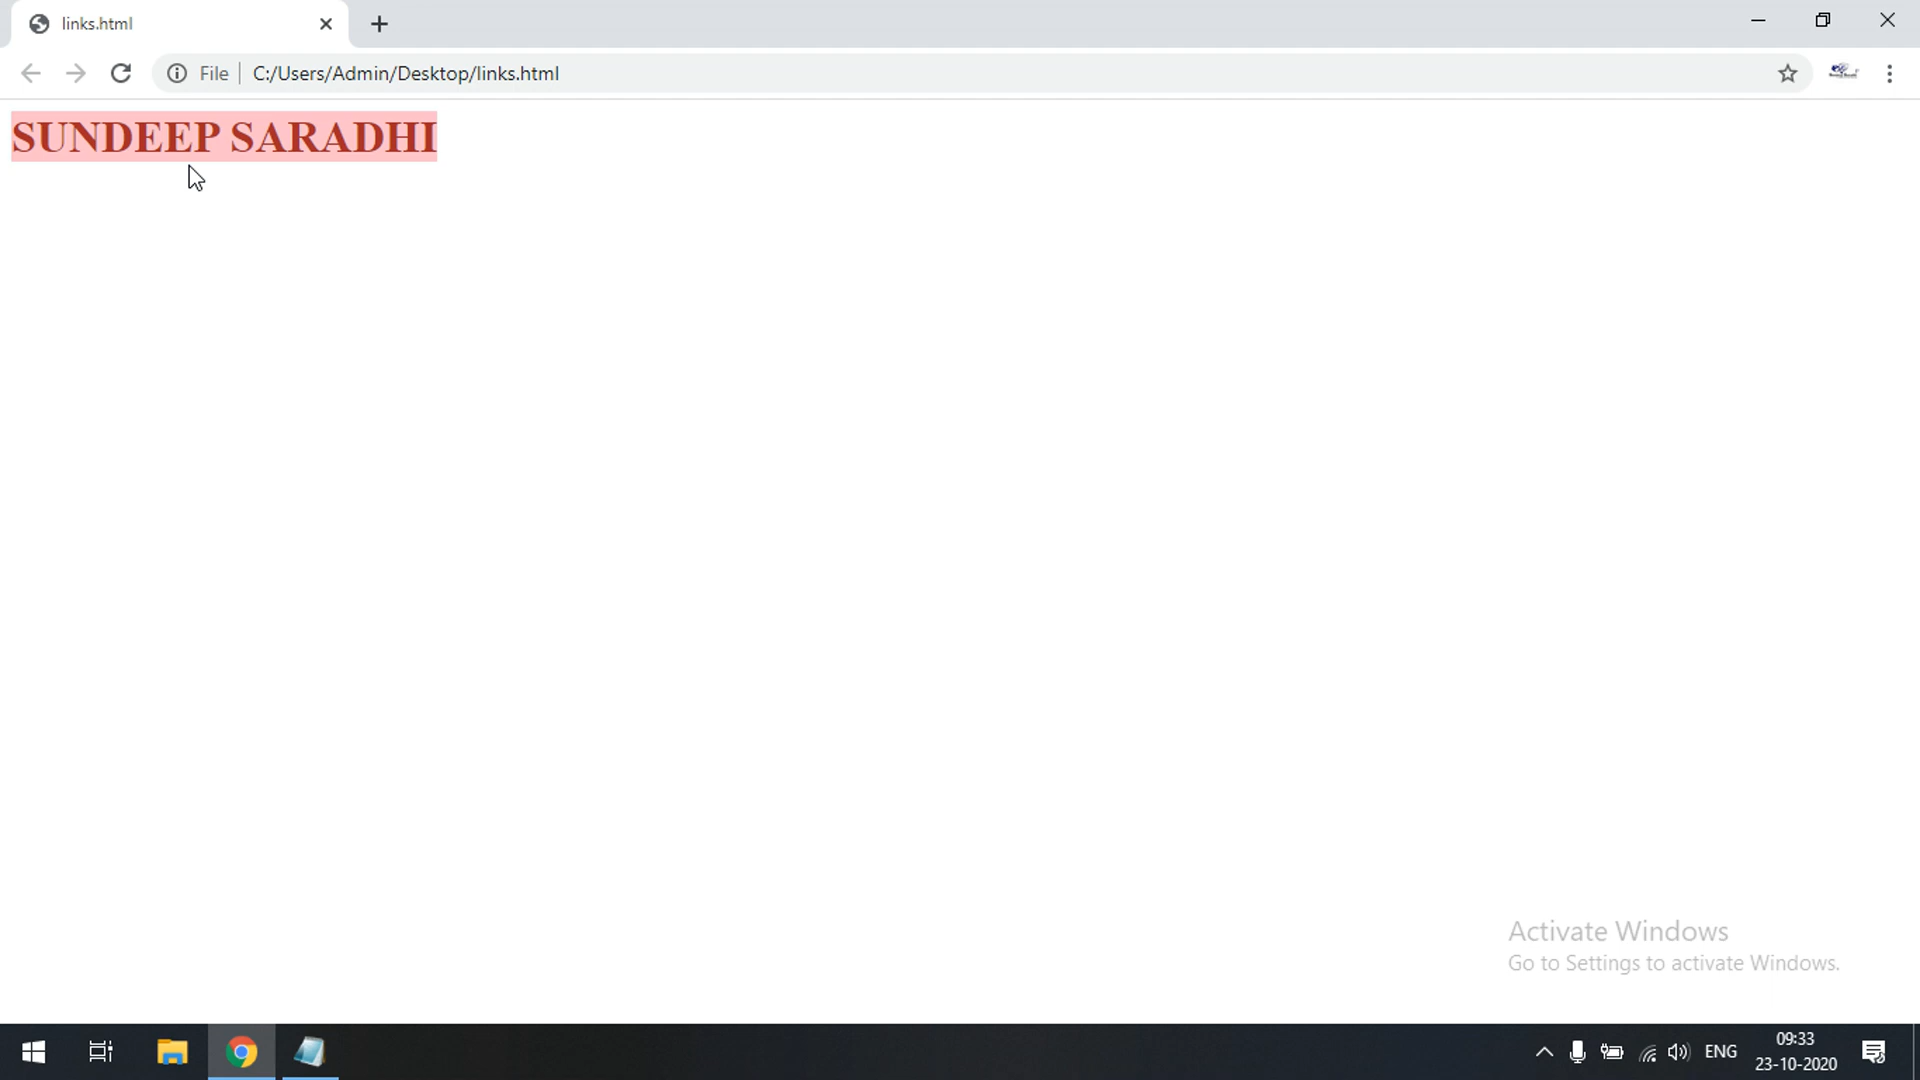 links.html
File
C:/Users/Admin/Desktop/links.html
SUNDEEP SARADHI
Activate Windows
Go to Settings to activate Windows.
ENG
09:33
23-10-2020